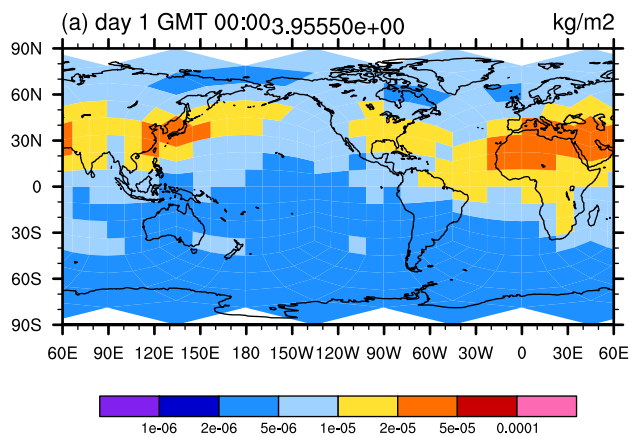 (a) day 1 GMT 00:00 3.95550e+00 kg/m2
90N
60N
30N
0
30S
60S
90S
60E 90E 120E 150E 180 150W 120W 90W 60W 30W 0 30E 60E
1e-06 2e-06 5e-06 1e-05 2e-05 5e-05 0.0001